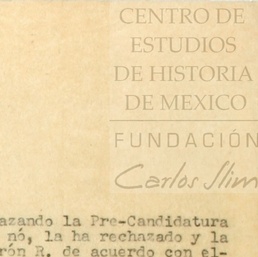 CENTRO DE
ESTUDIOS
DE HISTORIA
DE MEXICO
FUNDACIÓN
Carlos Slim
azando la Pre-Candidatura
nó, la ha rechazado y la
rón R. de acuerdo con el-